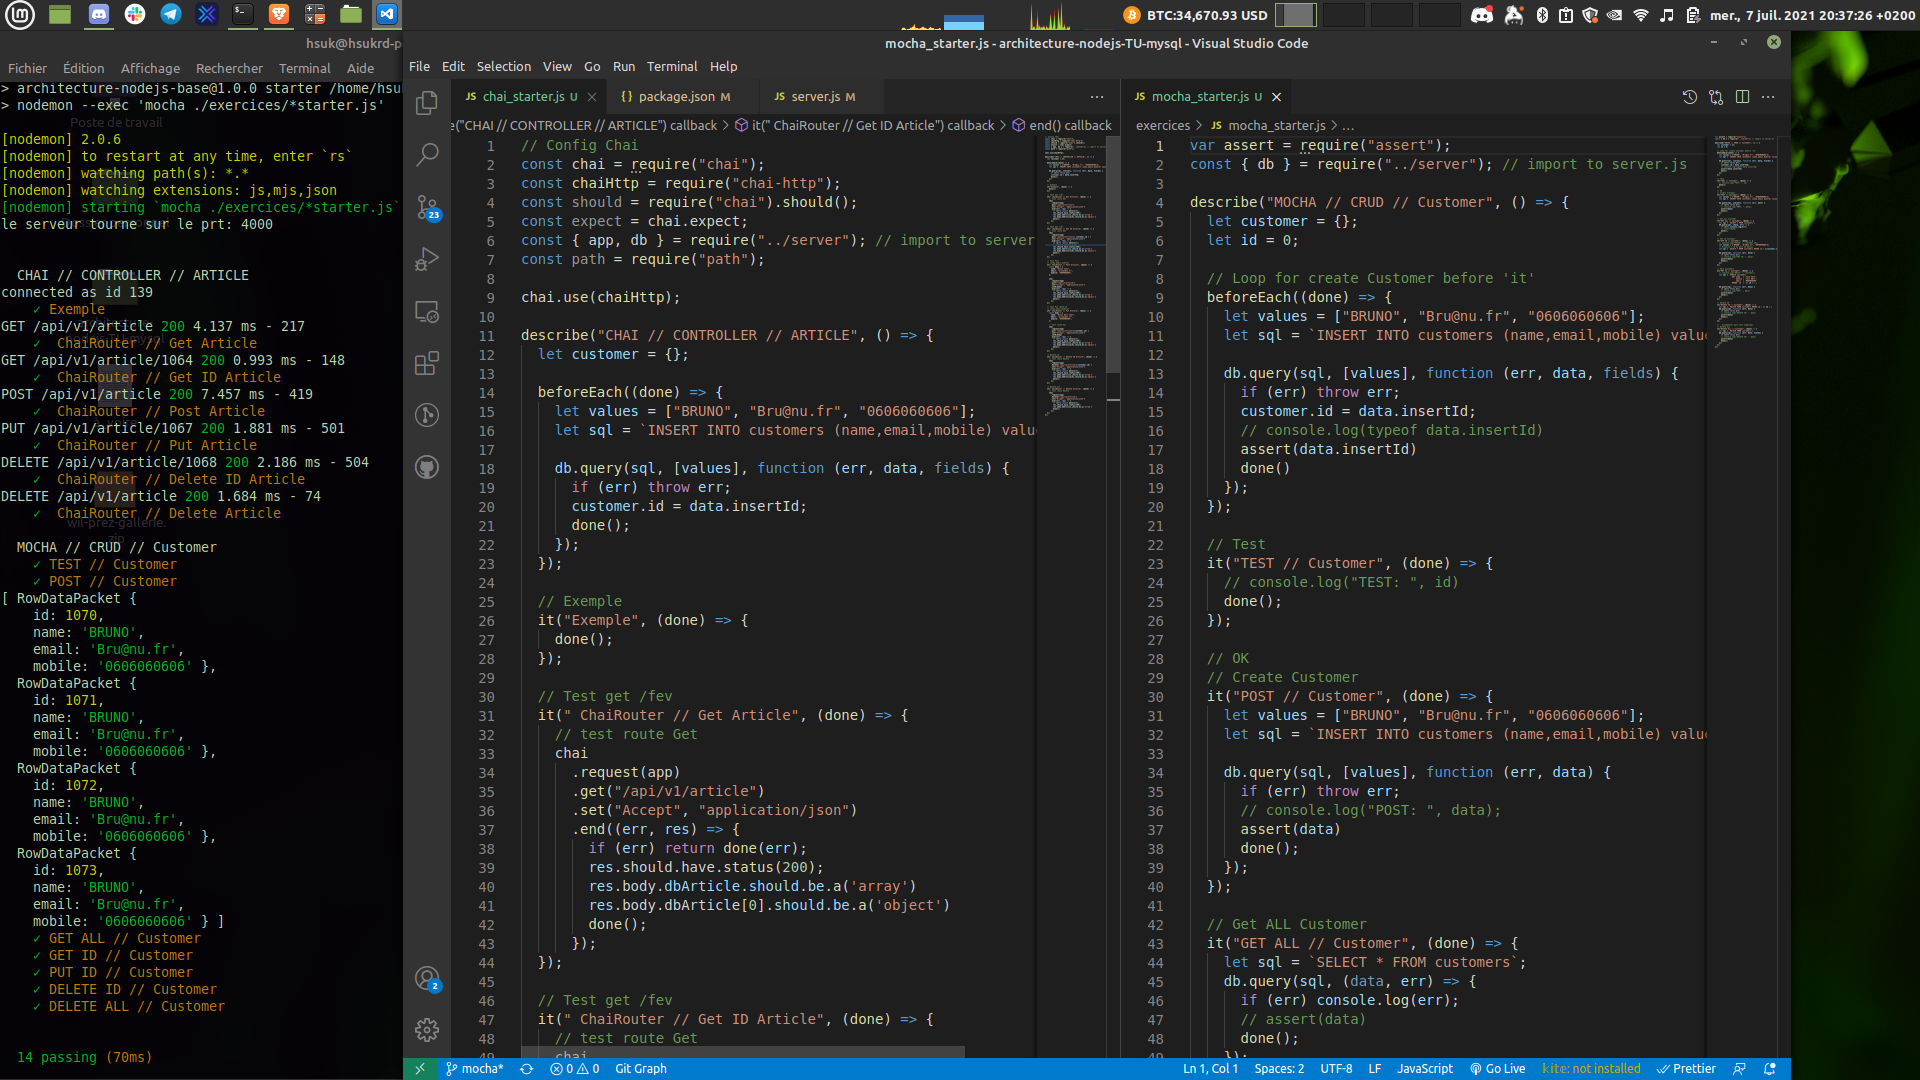 BTC:34,670.93 USD
mer., 7 juil. 2021 20:37:26 +0200
hsuk@hsukrd-p
Fichier Édition Affichage Rechercher Terminal Aide
> architecture-nodejs-base@1.0.0 starter /home/hsuk
> nodemon --exec 'mocha ./exercices/*starter.js'
Poste de travail
[nodemon] 2.0.6
[nodemon] to restart at any time, enter `rs`
[nodemon] watching path(s): *.*
[nodemon] watching extensions: js,mjs,json
[nodemon] starting `mocha ./exercices/*starter.js`
le serveur tourne sur le prt: 4000
CHAI // CONTROLLER // ARTICLE
connected as id 139
✓ Exemple
GET /api/v1/article 200 4.137 ms - 217
✓  ChaiRouter // Get Article
GET /api/v1/article/1064 200 0.993 ms - 148
✓  ChaiRouter // Get ID Article
POST /api/v1/article 200 7.457 ms - 419
✓  ChaiRouter // Post Article
PUT /api/v1/article/1067 200 1.881 ms - 501
✓  ChaiRouter // Put Article
DELETE /api/v1/article/1068 200 2.186 ms - 504
✓  ChaiRouter // Delete ID Article
DELETE /api/v1/article 200 1.684 ms - 74
✓  ChaiRouter // Delete Article
wil-prez-gallerie.
zip
MOCHA // CRUD // Customer
✓ TEST // Customer
✓ POST // Customer
[ RowDataPacket {
id: 1070,
name: 'BRUNO',
email: 'Bru@nu.fr',
mobile: '0606060606' },
RowDataPacket {
id: 1071,
name: 'BRUNO',
email: 'Bru@nu.fr',
mobile: '0606060606' },
RowDataPacket {
id: 1072,
name: 'BRUNO',
email: 'Bru@nu.fr',
mobile: '0606060606' },
RowDataPacket {
id: 1073,
name: 'BRUNO',
email: 'Bru@nu.fr',
mobile: '0606060606' } ]
✓ GET ALL // Customer
✓ GET ID // Customer
✓ PUT ID // Customer
✓ DELETE ID // Customer
✓ DELETE ALL // Customer
14 passing (70ms)
mocha_starter.js - architecture-nodejs-TU-mysql - Visual Studio Code
File Edit Selection View Go Run Terminal Help
23
2
JS chai_starter.js U
{} package.json M
JS server.js M
e("CHAI // CONTROLLER // ARTICLE") callback > it(" ChaiRouter // Get ID Article") callback > end() callback
1 // Config Chai
2 const chai = require("chai");
3 const chaiHttp = require("chai-http");
4 const should = require("chai").should();
5 const expect = chai.expect;
6 const { app, db } = require("../server"); // import to server
7 const path = require("path");
8
9 chai.use(chaiHttp);
10
11 describe("CHAI // CONTROLLER // ARTICLE", () => {
12 let customer = {};
13
14 beforeEach((done) => {
15 let values = ["BRUNO", "Bru@nu.fr", "0606060606"];
16 let sql = `INSERT INTO customers (name,email,mobile) valu
17
18 db.query(sql, [values], function (err, data, fields) {
19 if (err) throw err;
20 customer.id = data.insertId;
21 done();
22 });
23 });
24
25 // Exemple
26 it("Exemple", (done) => {
27 done();
28 });
29
30 // Test get /fev
31 it(" ChaiRouter // Get Article", (done) => {
32 // test route Get
33 chai
34 .request(app)
35 .get("/api/v1/article")
36 .set("Accept", "application/json")
37 .end((err, res) => {
38 if (err) return done(err);
39 res.should.have.status(200);
40 res.body.dbArticle.should.be.a('array')
41 res.body.dbArticle[0].should.be.a('object')
42 done();
43 });
44 });
45
46 // Test get /fev
47 it(" ChaiRouter // Get ID Article", (done) => {
48 // test route Get
49 chai
JS mocha_starter.js U
exercices > JS mocha_starter.js > ...
1 var assert = require("assert");
2 const { db } = require("../server"); // import to server.js
3
4 describe("MOCHA // CRUD // Customer", () => {
5 let customer = {};
6 let id = 0;
7
8 // Loop for create Customer before 'it'
9 beforeEach((done) => {
10 let values = ["BRUNO", "Bru@nu.fr", "0606060606"];
11 let sql = `INSERT INTO customers (name,email,mobile) valu
12
13 db.query(sql, [values], function (err, data, fields) {
14 if (err) throw err;
15 customer.id = data.insertId;
16 // console.log(typeof data.insertId)
17 assert(data.insertId)
18 done()
19 });
20 });
21
22 // Test
23 it("TEST // Customer", (done) => {
24 // console.log("TEST: ", id)
25 done();
26 });
27
28 // OK
29 // Create Customer
30 it("POST // Customer", (done) => {
31 let values = ["BRUNO", "Bru@nu.fr", "0606060606"];
32 let sql = `INSERT INTO customers (name,email,mobile) valu
33
34 db.query(sql, [values], function (err, data) {
35 if (err) throw err;
36 // console.log("POST: ", data);
37 assert(data)
38 done();
39 });
40 });
41
42 // Get ALL Customer
43 it("GET ALL // Customer", (done) => {
44 let sql = `SELECT * FROM customers`;
45 db.query(sql, (data, err) => {
46 if (err) console.log(err);
47 // assert(data)
48 done();
49 });
mocha* 0 0 Git Graph
Ln 1, Col 1 Spaces: 2 UTF-8 LF JavaScript Go Live kite: not installed Prettier